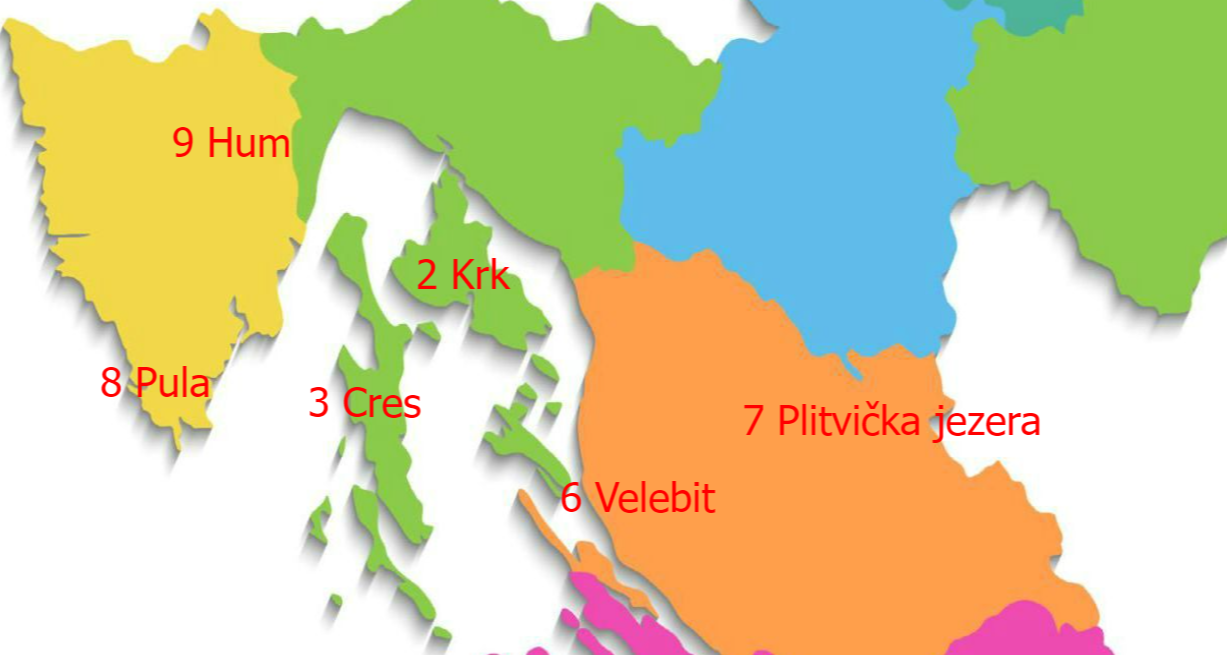 9 Hum
2 Krk
8 Pula
3 Cres
7 Plitvička jezera
6 Velebit